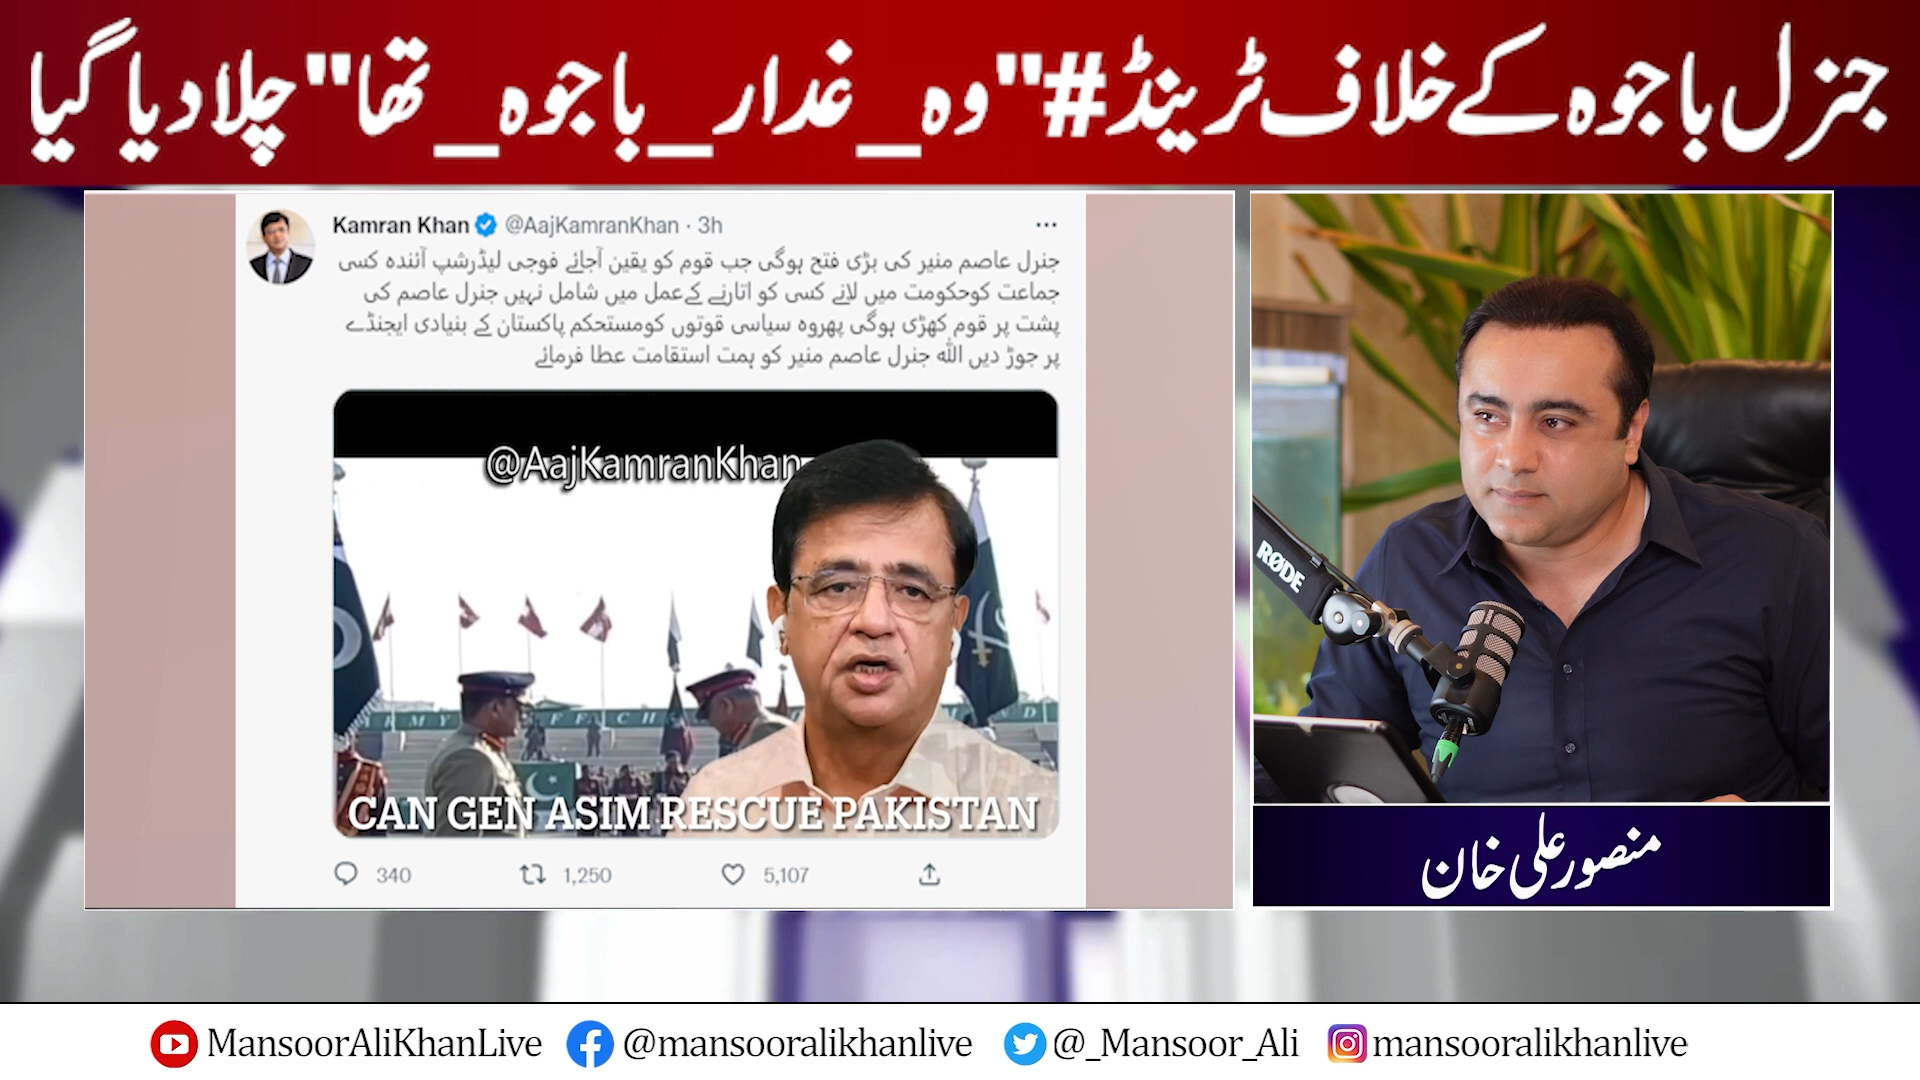 جنرل باجوہ کے خلاف ٹرینڈ #"وہ_غدار_باجوہ_تھا" چلا دیا گیا
Kamran Khan @AajKamranKhan · 3h
جنرل عاصم منیر کی بڑی فتح ہوگی جب قوم کو یقین آجائے فوجی لیڈرشپ آئندہ کسی
جماعت کوحکومت میں لانے کسی کو اتارنے کےعمل میں شامل نہیں جنرل عاصم کی
پشت پر قوم کھڑی ہوگی پھروہ سیاسی قوتوں کومستحکم پاکستان کے بنیادی ایجنڈے
پر جوڑ دیں اللہ جنرل عاصم منیر کو ہمت استقامت عطا فرمائے
@AajKamranKhan
CAN GEN ASIM RESCUE PAKISTAN
340 1,250 5,107
RØDE
منصور علی خان
MansoorAliKhanLive @mansooralikhanlive @_Mansoor_Ali mansooralikhanlive